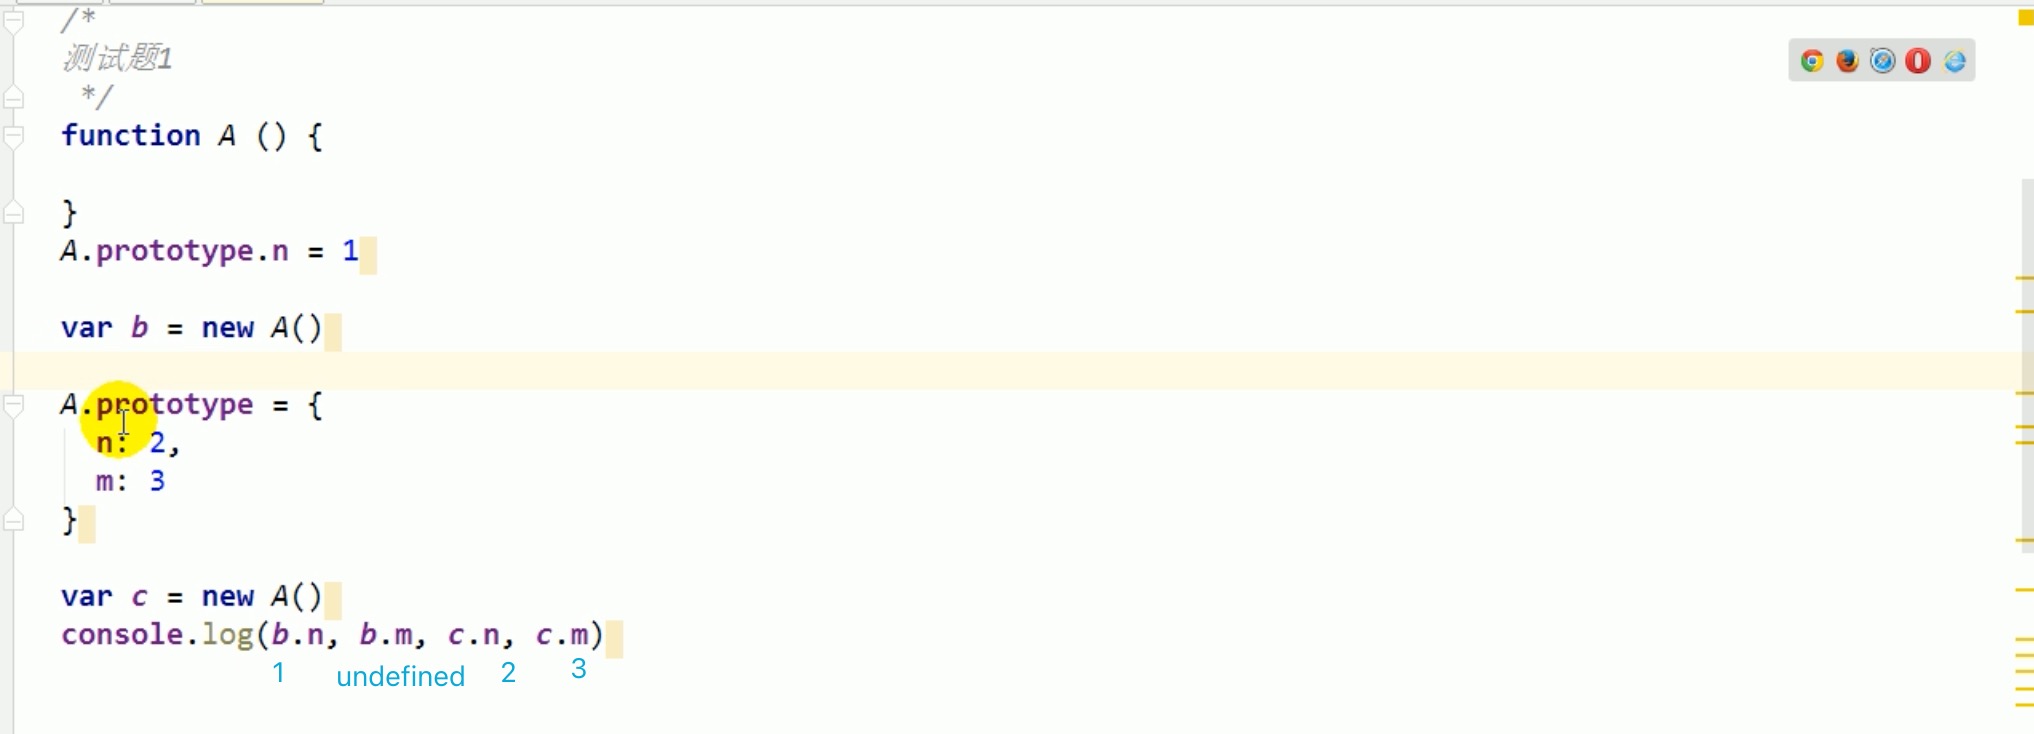 /*
测试题1
*/
function A () {
}
A.prototype.n = 1
var b = new A()
A.prototype = {
n: 2,
m: 3
}
var c = new A()
console.log(b.n, b.m, c.n, c.m)
1 undefined 2 3